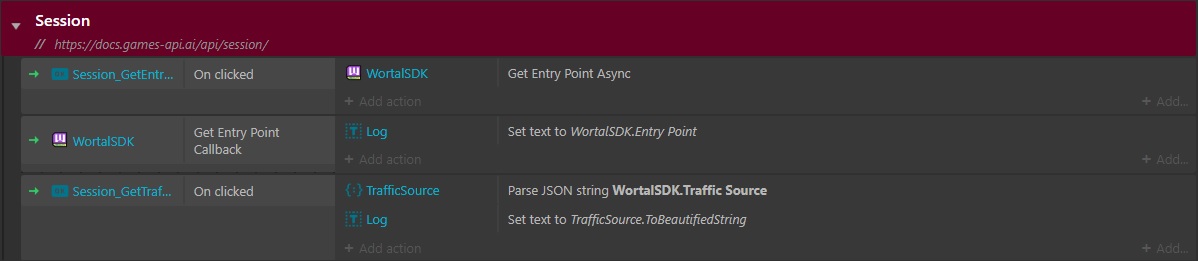 Session
// https://docs.games-api.ai/api/session/
Session_GetEntr... On clicked WortalSDK Get Entry Point Async
+ Add action + Add...
WortalSDK Get Entry Point Callback Log Set text to WortalSDK.Entry Point
+ Add action + Add...
Session_GetTraf... On clicked TrafficSource Parse JSON string WortalSDK.Traffic Source
Log Set text to TrafficSource.ToBeautifiedString
+ Add action + Add...